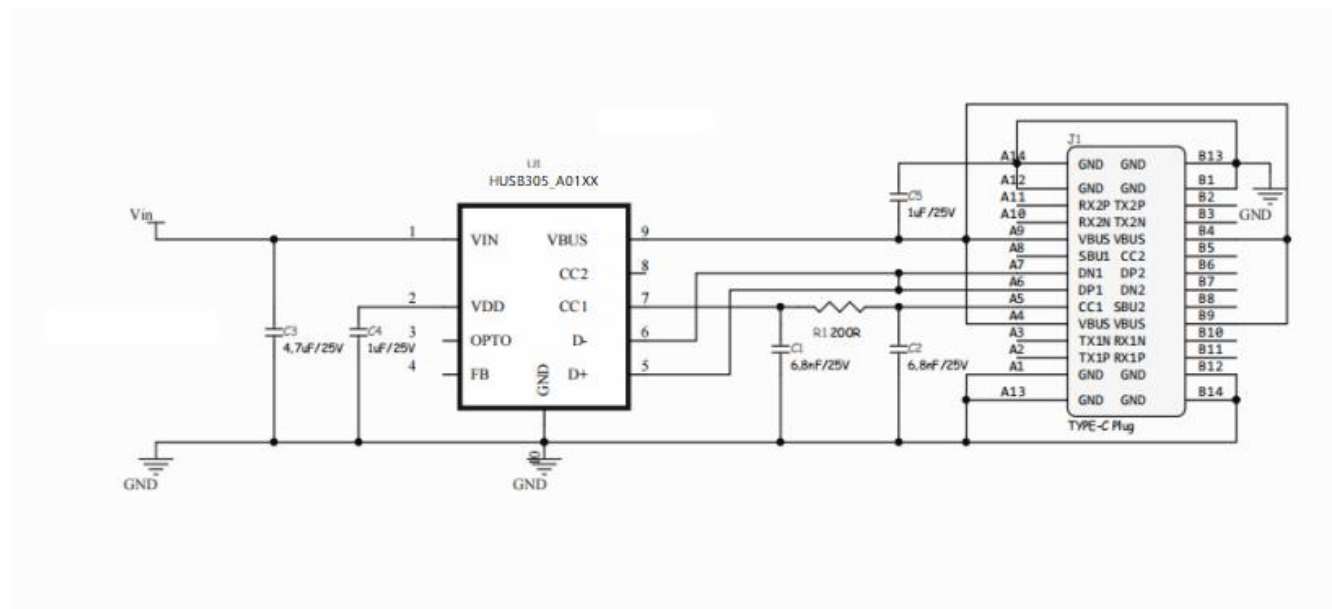 J1
A14 GND GND B13
A12 GND GND B1
A11 RX2P TX2P B2
A10 RX2N TX2N B3
GND
A9 VBUS VBUS B4
A8 SBU1 CC2 B5
A7 DN1 DP2 B6
A6 DP1 DN2 B7
A5 CC1 SBU2 B8
A4 VBUS VBUS B9
A3 TX1N RX1N B10
A2 TX1P RX1P B11
A1 GND GND B12
A13 GND GND B14
TYPE-C Plug
U1
HUSB305_A01XX
C5
1uF/25V
Vin
1 VIN VBUS 9
CC2 8
2 VDD CC1 7
3 OPTO D- 6
4 FB D+ 5
GND
C3
4,7uF/25V
C4
1uF/25V
R1 200R
C1
6,8nF/25V
C2
6,8nF/25V
GND
GND